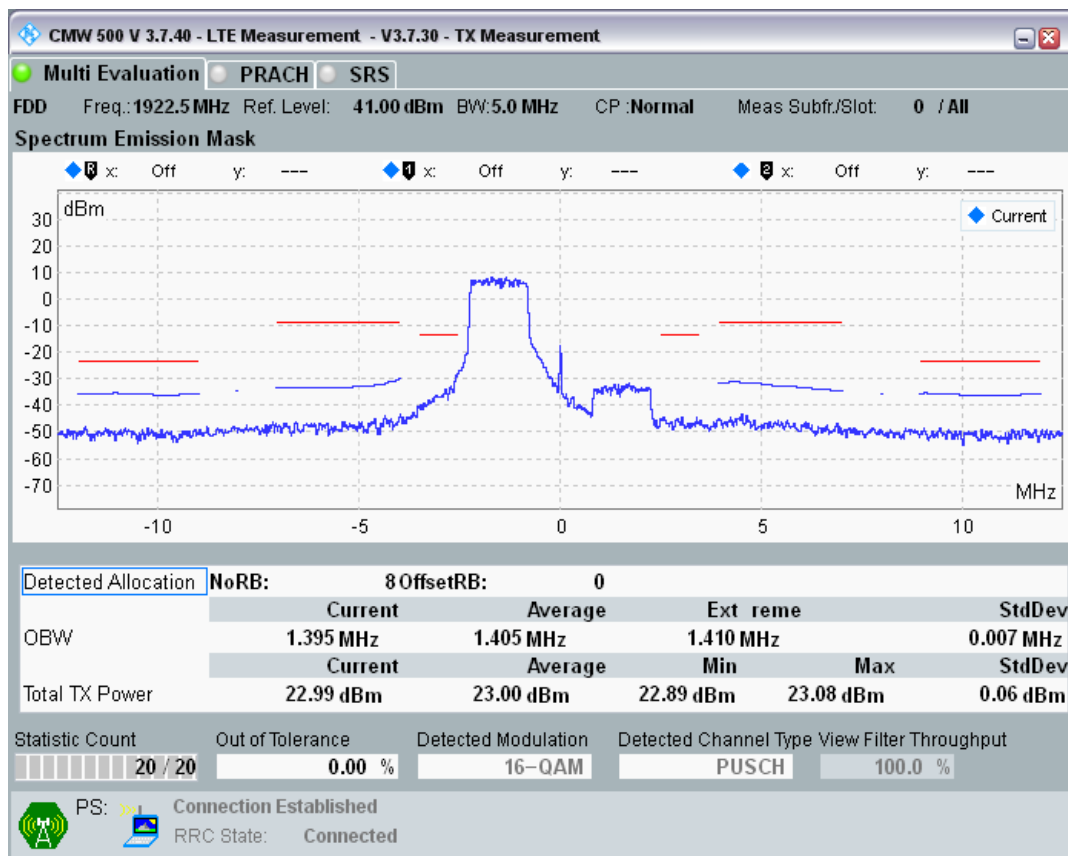 CMW 500 V 3.7.40 - LTE Measurement - V3.7.30 - TX Measurement
Multi Evaluation PRACH SRS
FDD Freq.: 1922.5 MHz Ref. Level: 41.00 dBm BW: 5.0 MHz CP : Normal Meas Subfr./Slot: 0 / All
Spectrum Emission Mask
R x: Off y: --- 1 x: Off y: --- 2 x: Off y: ---
dBm
Current
30
20
10
0
-10
-20
-30
-40
-50
-60
-70
MHz
-10 -5 0 5 10
Detected Allocation NoRB: 8 OffsetRB: 0
Current Average Ext reme StdDev
OBW 1.395 MHz 1.405 MHz 1.410 MHz 0.007 MHz
Current Average Min Max StdDev
Total TX Power 22.99 dBm 23.00 dBm 22.89 dBm 23.08 dBm 0.06 dBm
Statistic Count Out of Tolerance Detected Modulation Detected Channel Type View Filter Throughput
20 / 20 0.00 % 16-QAM PUSCH 100.0 %
PS: Connection Established
RRC State: Connected